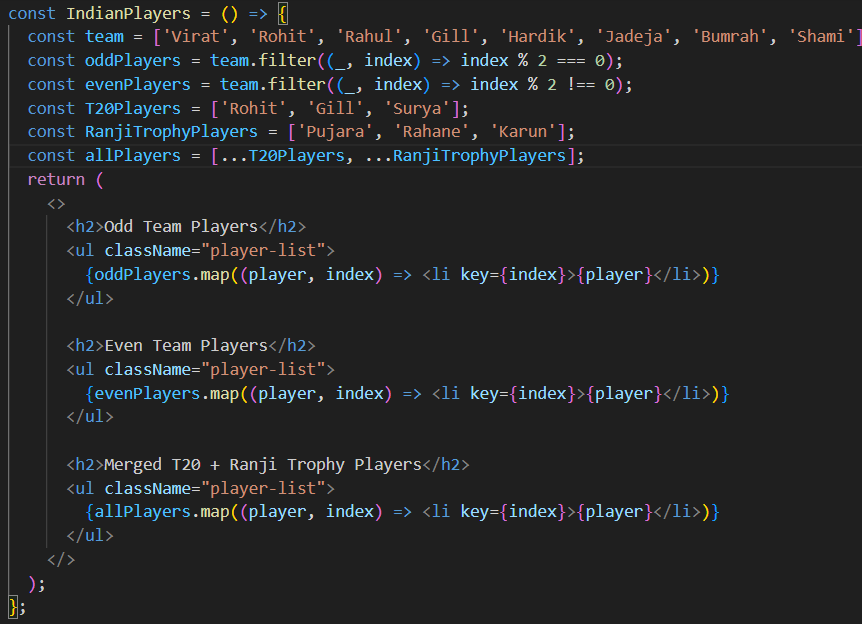 const IndianPlayers = () => {
  const team = ['Virat', 'Rohit', 'Rahul', 'Gill', 'Hardik', 'Jadeja', 'Bumrah', 'Shami']
  const oddPlayers = team.filter((_, index) => index % 2 === 0);
  const evenPlayers = team.filter((_, index) => index % 2 !== 0);
  const T20Players = ['Rohit', 'Gill', 'Surya'];
  const RanjiTrophyPlayers = ['Pujara', 'Rahane', 'Karun'];
  const allPlayers = [...T20Players, ...RanjiTrophyPlayers];
  return (
    <>
      <h2>Odd Team Players</h2>
      <ul className="player-list">
        {oddPlayers.map((player, index) => <li key={index}>{player}</li>)}
      </ul>

      <h2>Even Team Players</h2>
      <ul className="player-list">
        {evenPlayers.map((player, index) => <li key={index}>{player}</li>)}
      </ul>

      <h2>Merged T20 + Ranji Trophy Players</h2>
      <ul className="player-list">
        {allPlayers.map((player, index) => <li key={index}>{player}</li>)}
      </ul>
    </>
  );
};